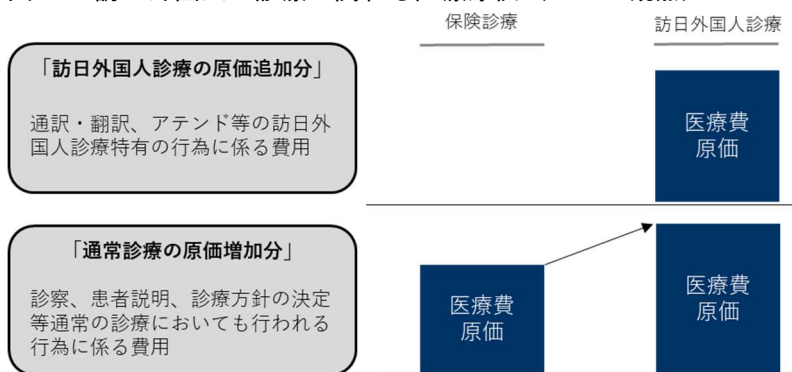 保険診療
訪日外国人診療
「訪日外国人診療の原価追加分」
通訳・翻訳、アテンド等の訪日外
国人診療特有の行為に係る費用
医療費
原価
「通常診療の原価増加分」
診察、患者説明、診療方針の決定
等通常の診療においても行われる
行為に係る費用
医療費
原価
医療費
原価